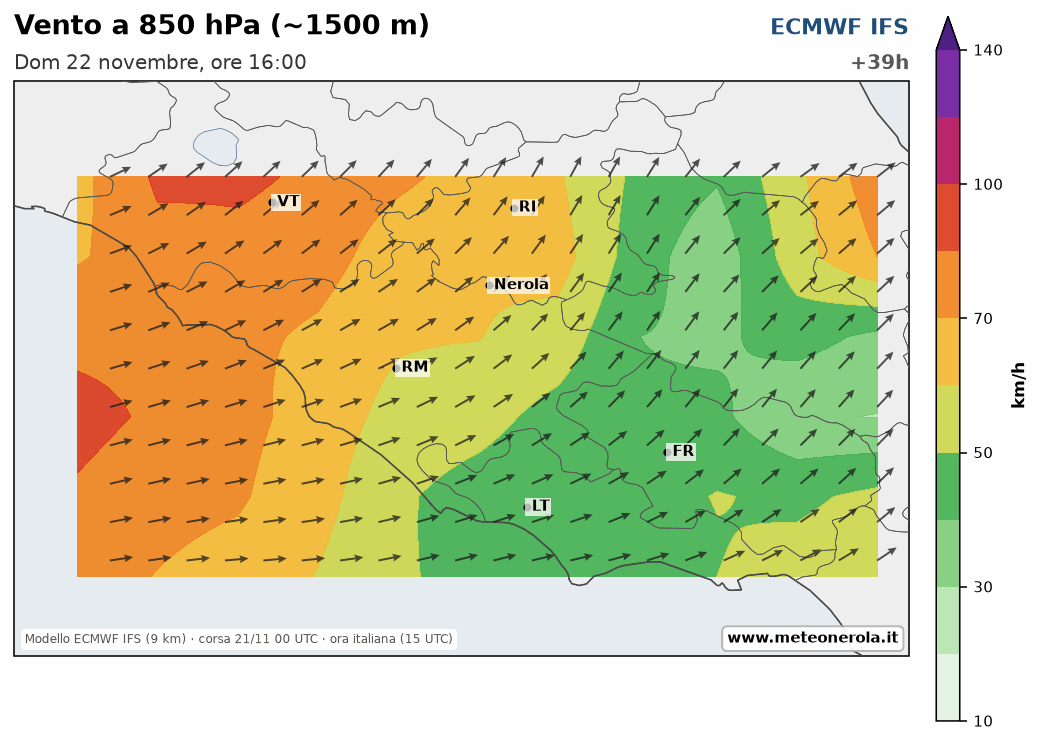 Vento a 850 hPa (~1500 m)
ECMWF IFS
Dom 22 novembre, ore 16:00
+39h
140
100
70
50
30
10
km/h
VT
RI
Nerola
RM
FR
LT
Modello ECMWF IFS (9 km) · corsa 21/11 00 UTC · ora italiana (15 UTC)
www.meteonerola.it